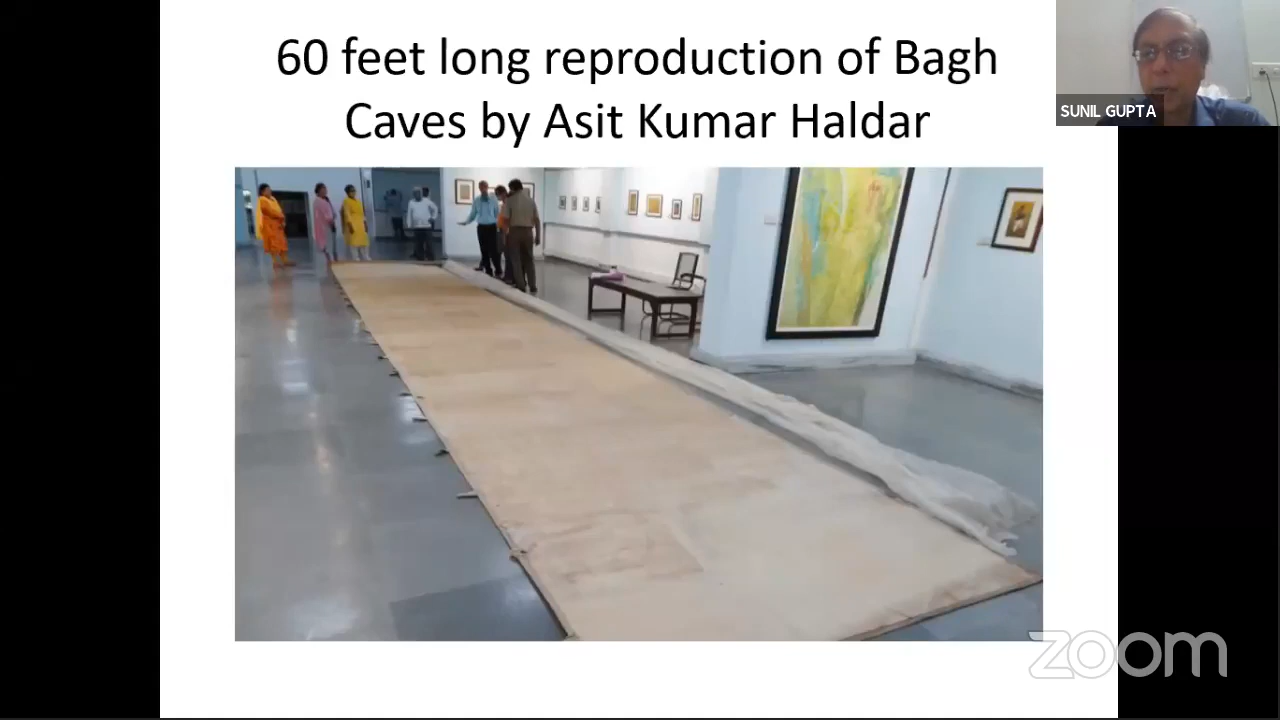 60 feet long reproduction of Bagh
Caves by Asit Kumar Haldar
SUNIL GUPTA
zoom